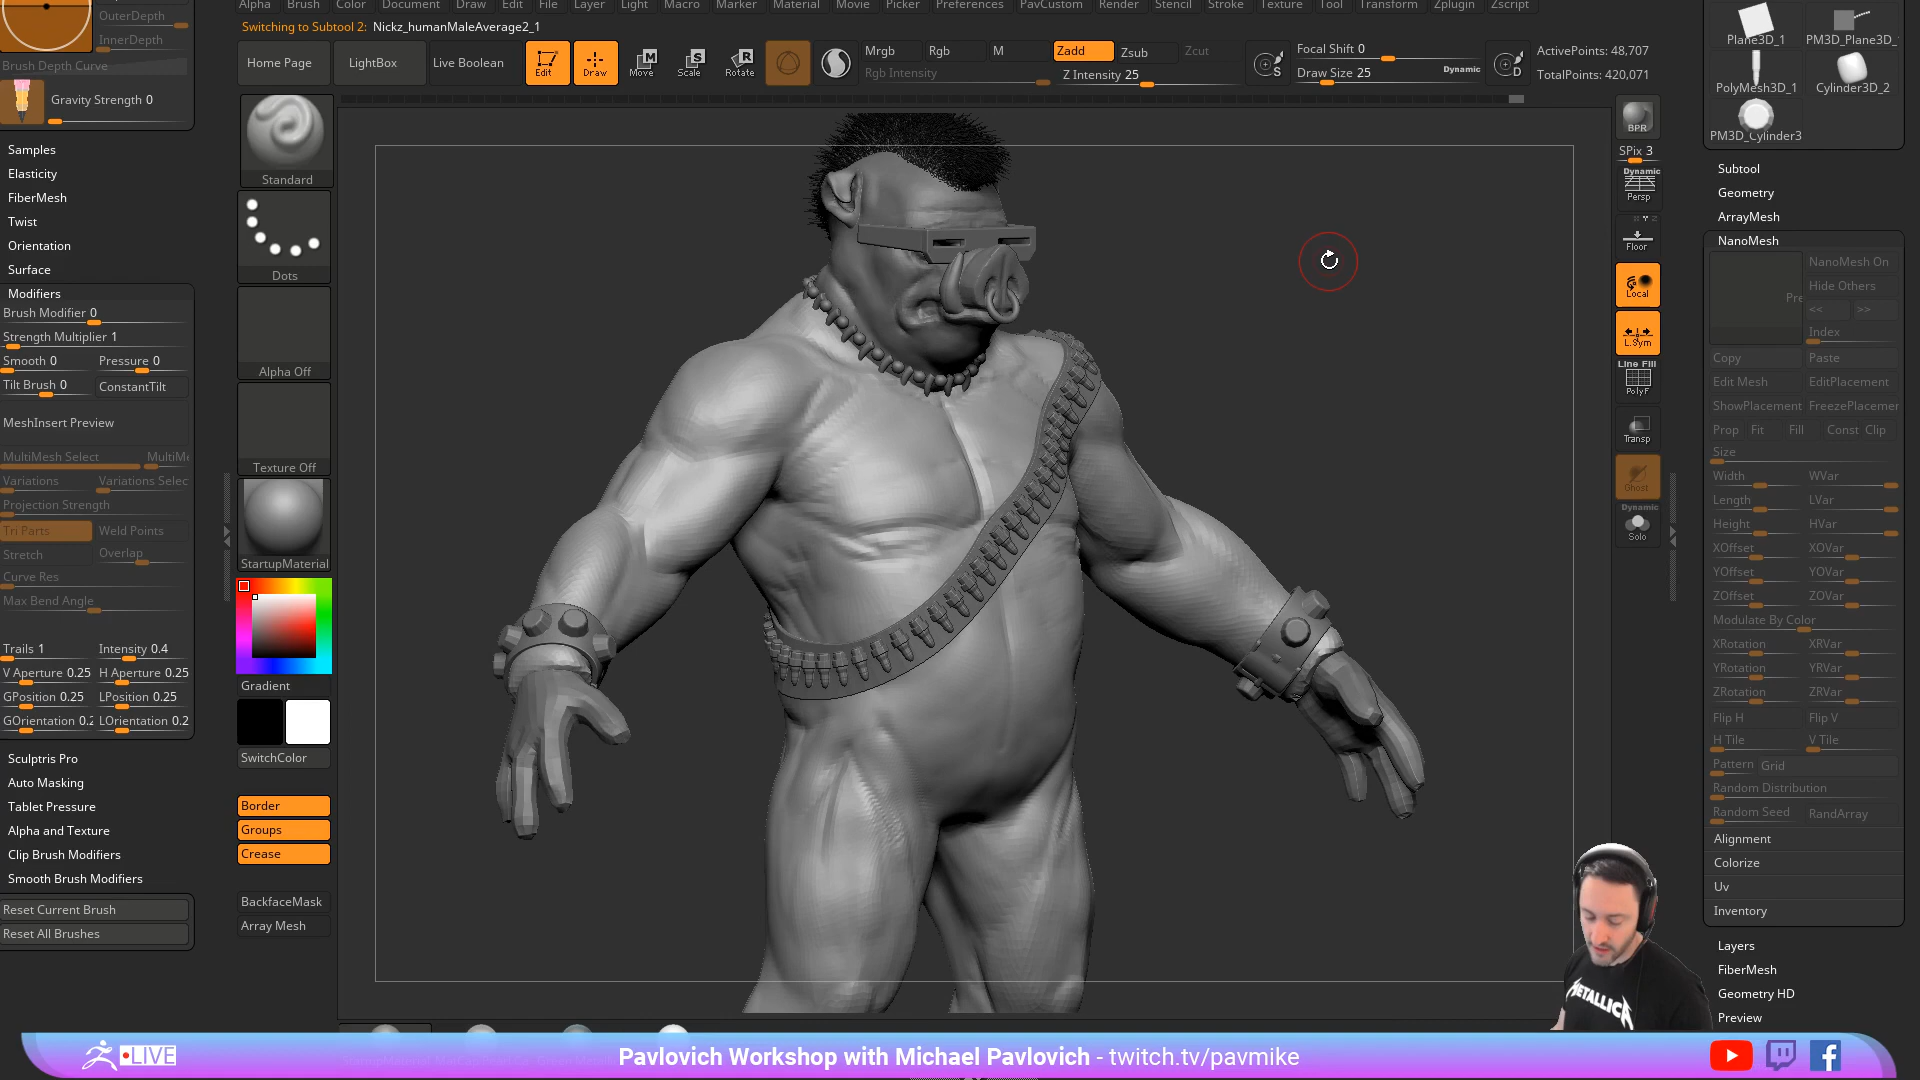 Alpha Brush Color Document Draw Edit File Layer Light Macro Marker Material Movie Picker Preferences PavCustom Render Stencil Stroke Texture Tool Transform Zplugin Zscript
Switching to Subtool 2: Nickz_humanMaleAverage2_1
OuterDepth
InnerDepth
Brush Depth Curve
Gravity Strength 0
Samples
Elasticity
FiberMesh
Twist
Orientation
Surface
Modifiers
Brush Modifier 0
Strength Multiplier 1
Smooth 0 Pressure 0
Tilt Brush 0 ConstantTilt
MeshInsert Preview
MultiMesh Select MultiMe
Variations Variations Selec
Projection Strength
Tri Parts Weld Points
Stretch Overlap
Curve Res
Max Bend Angle
Trails 1 Intensity 0.4
V Aperture 0.25 H Aperture 0.25
GPosition 0.25 LPosition 0.25
GOrientation 0.2 LOrientation 0.2
Sculptris Pro
Auto Masking
Tablet Pressure
Alpha and Texture
Clip Brush Modifiers
Smooth Brush Modifiers
Reset Current Brush
Reset All Brushes
Home Page LightBox Live Boolean Edit Draw Move Scale Rotate
Mrgb Rgb M Zadd Zsub Zcut
Rgb Intensity Z Intensity 25
S Focal Shift 0
Draw Size 25 Dynamic
D ActivePoints: 48,707
TotalPoints: 420,071
Standard
Dots
Alpha Off
Texture Off
StartupMaterial
Gradient
SwitchColor
Border
Groups
Crease
BackfaceMask
Array Mesh
BPR
SPix 3
Dynamic
Persp
Floor
Local
L.Sym
Line Fill
PolyF
Transp
Ghost
Dynamic
Solo
Plane3D_1 PM3D_Plane3D_
PolyMesh3D_1 Cylinder3D_2
PM3D_Cylinder3
Subtool
Geometry
ArrayMesh
NanoMesh
NanoMesh On
Hide Others
Pre << >>
Index
Copy Paste
Edit Mesh EditPlacement
ShowPlacement FreezePlacemen
Prop Fit Fill Const Clip
Size
Width WVar
Length LVar
Height HVar
XOffset XOVar
YOffset YOVar
ZOffset ZOVar
Modulate By Color
XRotation XRVar
YRotation YRVar
ZRotation ZRVar
Flip H Flip V
H Tile V Tile
Pattern Grid
Random Distribution
Random Seed RandArray
Alignment
Colorize
Uv
Inventory
Layers
FiberMesh
Geometry HD
Preview
METALLICA
LIVE
Pavlovich Workshop with Michael Pavlovich - twitch.tv/pavmike